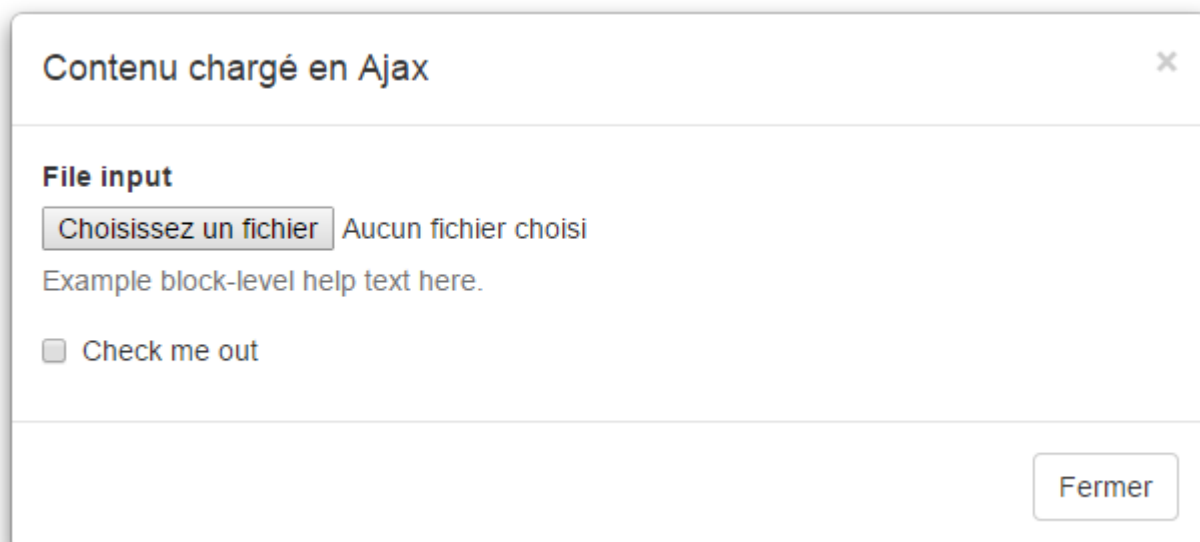 Contenu chargé en Ajax ×
File input
Choisissez un fichier Aucun fichier choisi
Example block-level help text here.
Check me out
Fermer